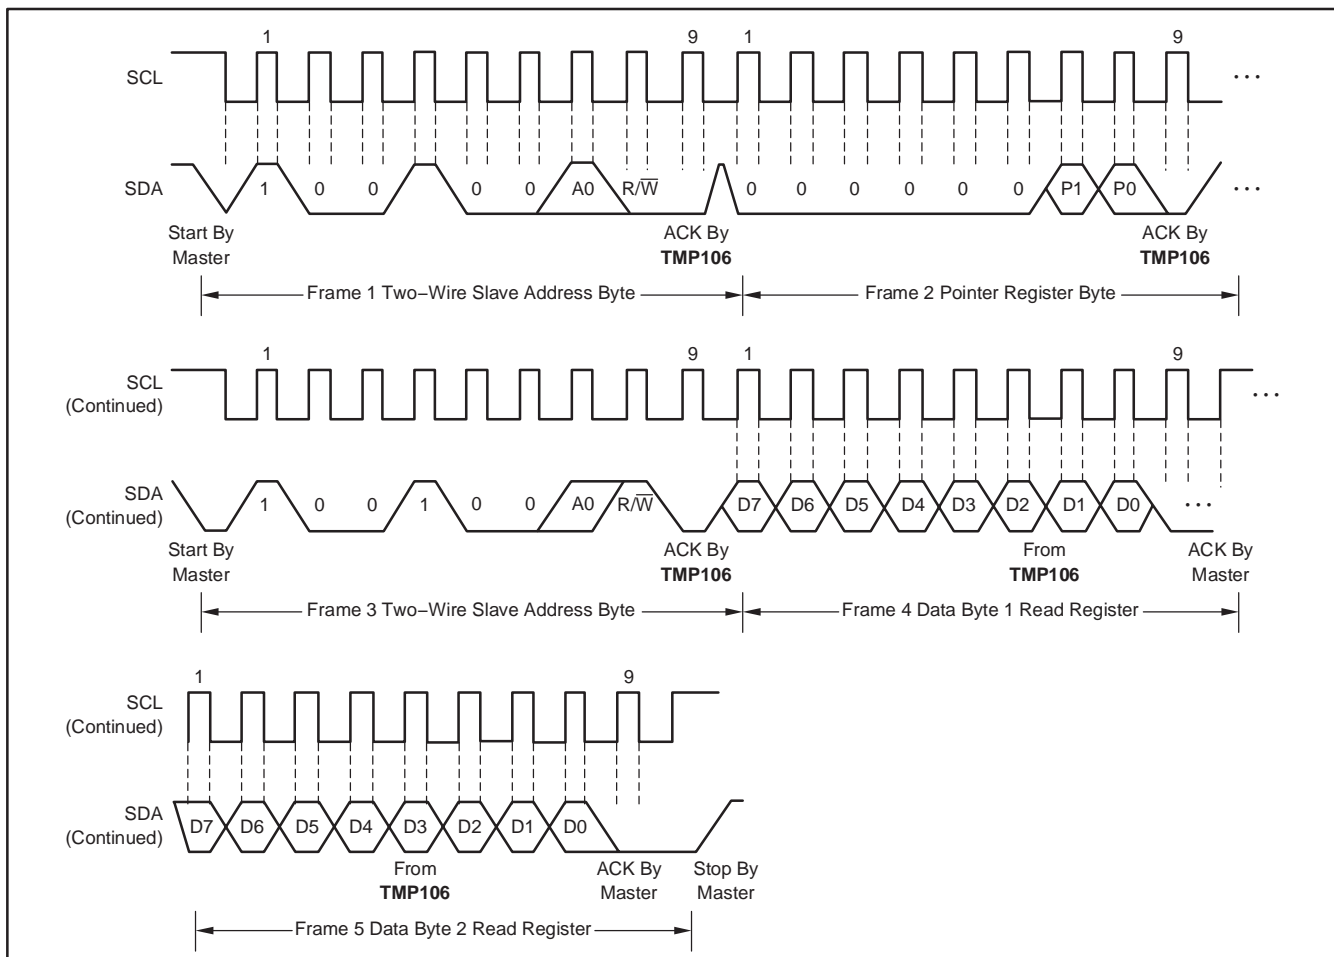 1 9 1 9
SCL ...
SDA 1 0 0 0 0 A0 R/W̅ 0 0 0 0 0 0 P1 P0 ...
Start By Master ACK By TMP106 ACK By TMP106
Frame 1 Two−Wire Slave Address Byte Frame 2 Pointer Register Byte
1 9 1 9
SCL (Continued) ...
SDA (Continued) 1 0 0 1 0 0 A0 R/W̅ D7 D6 D5 D4 D3 D2 D1 D0 ...
Start By Master ACK By TMP106 From TMP106 ACK By Master
Frame 3 Two−Wire Slave Address Byte Frame 4 Data Byte 1 Read Register
1 9
SCL (Continued)
SDA (Continued) D7 D6 D5 D4 D3 D2 D1 D0
From TMP106 ACK By Master Stop By Master
Frame 5 Data Byte 2 Read Register